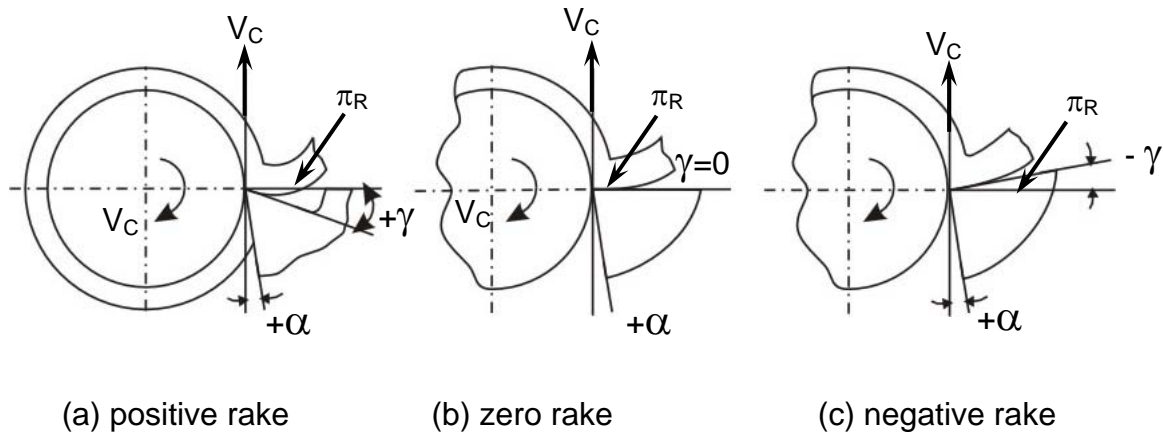 V_C
π_R
V_C
+γ
+α
V_C
π_R
γ=0
V_C
+α
V_C
π_R
- γ
+α
(a) positive rake
(b) zero rake
(c) negative rake